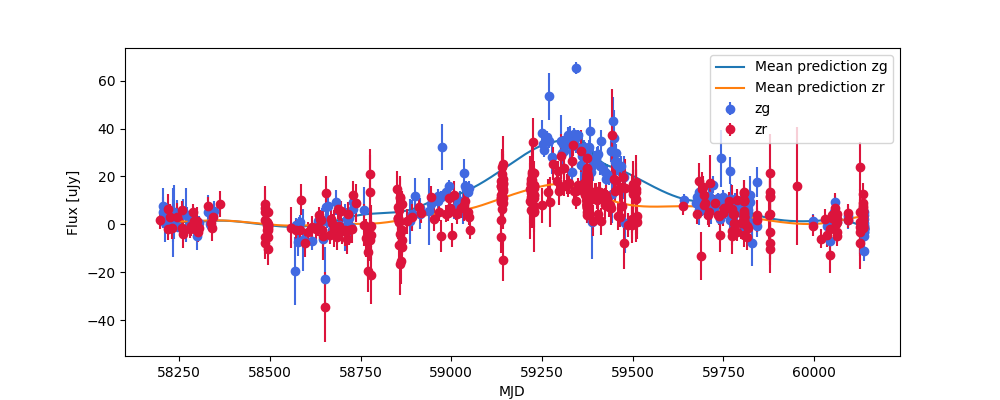 Mean prediction zg
Mean prediction zr
zg
zr
Flux [uJy]
60
40
20
0
−20
−40
58250
58500
58750
59000
59250
59500
59750
60000
MJD